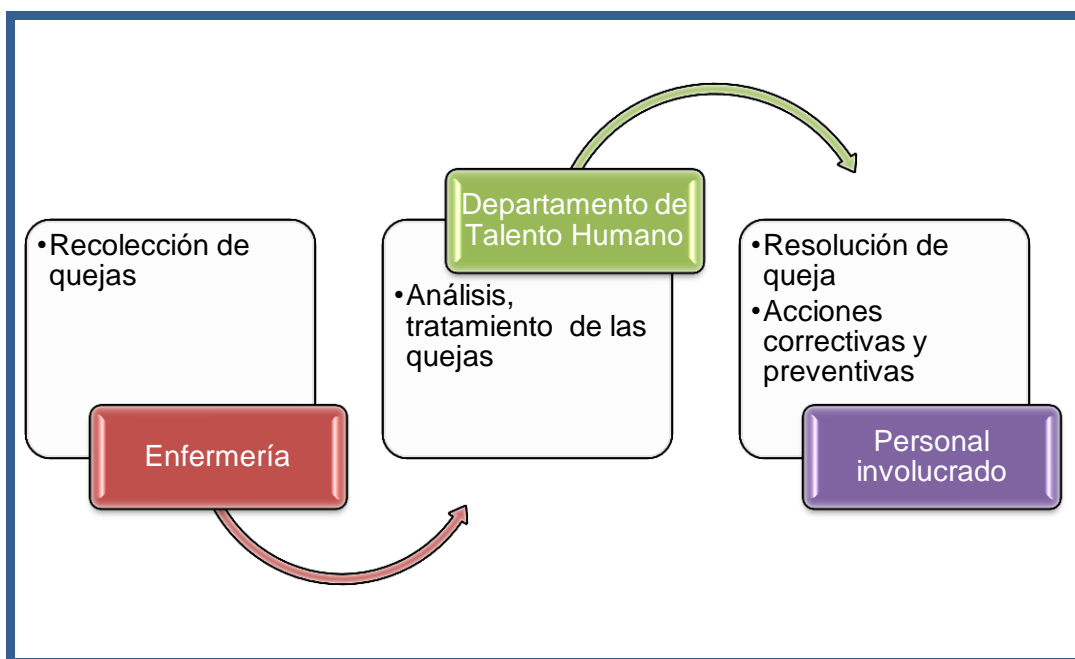 •Recolección de
quejas
Enfermería
Departamento de
Talento Humano
•Análisis,
tratamiento de las
quejas
•Resolución de
queja
•Acciones
correctivas y
preventivas
Personal
involucrado